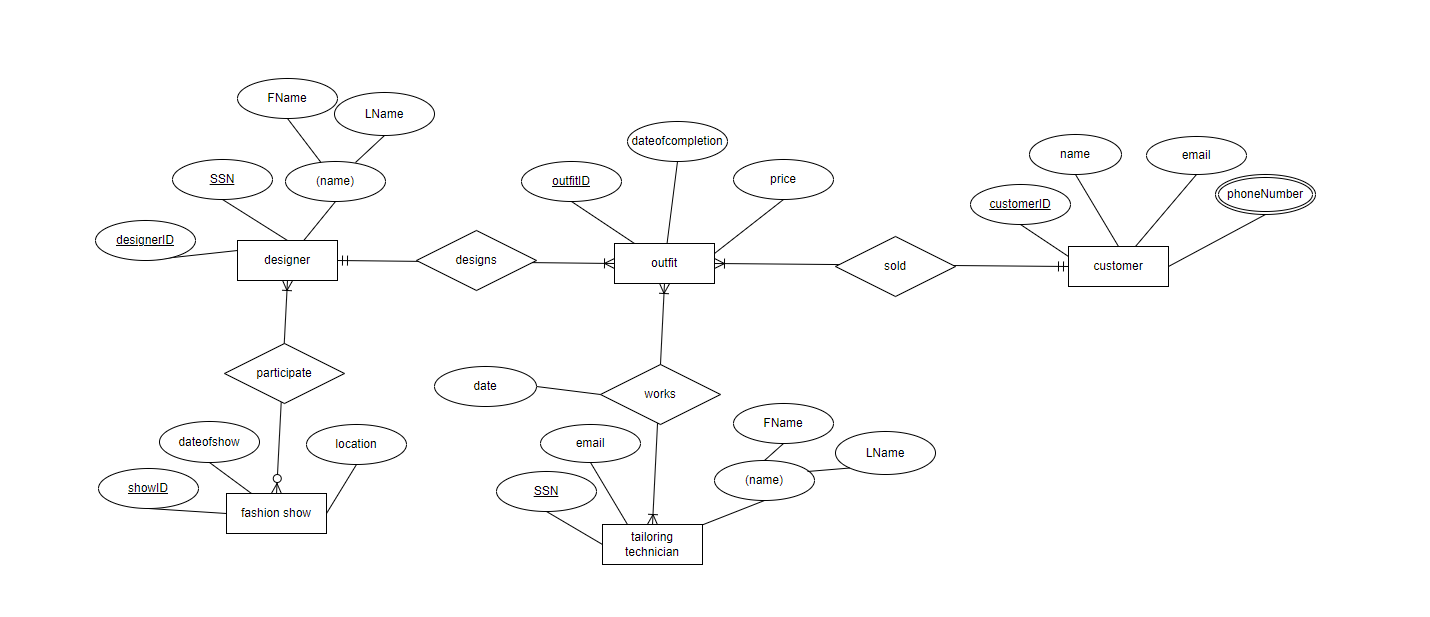 FName
LName
SSN
(name)
designerID
designer
designs
outfitID
dateofcompletion
price
outfit
sold
customerID
name
email
phoneNumber
customer
participate
dateofshow
location
showID
fashion show
date
works
email
SSN
FName
LName
(name)
tailoring
technician